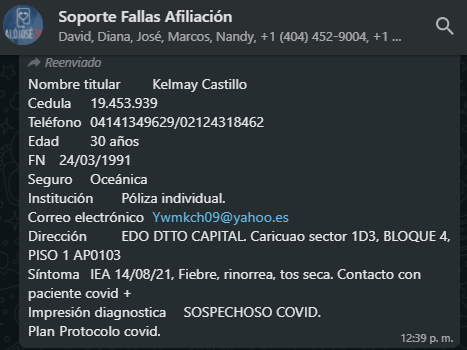 Soporte Fallas Afiliación
David, Diana, José, Marcos, Nandy, +1 (404) 452-9004, +1 ...
Reenviado
Nombre titular Kelmay Castillo
Cedula 19.453.939
Teléfono 04141349629/02124318462
Edad 30 años
FN 24/03/1991
Seguro Oceánica
Institución Póliza individual.
Correo electrónico Ywmkch09@yahoo.es
Dirección EDO DTTO CAPITAL. Caricuao sector 1D3, BLOQUE 4,
PISO 1 AP0103
Síntoma IEA 14/08/21, Fiebre, rinorrea, tos seca. Contacto con
paciente covid +
Impresión diagnostica SOSPECHOSO COVID.
Plan Protocolo covid.
12:39 p. m.